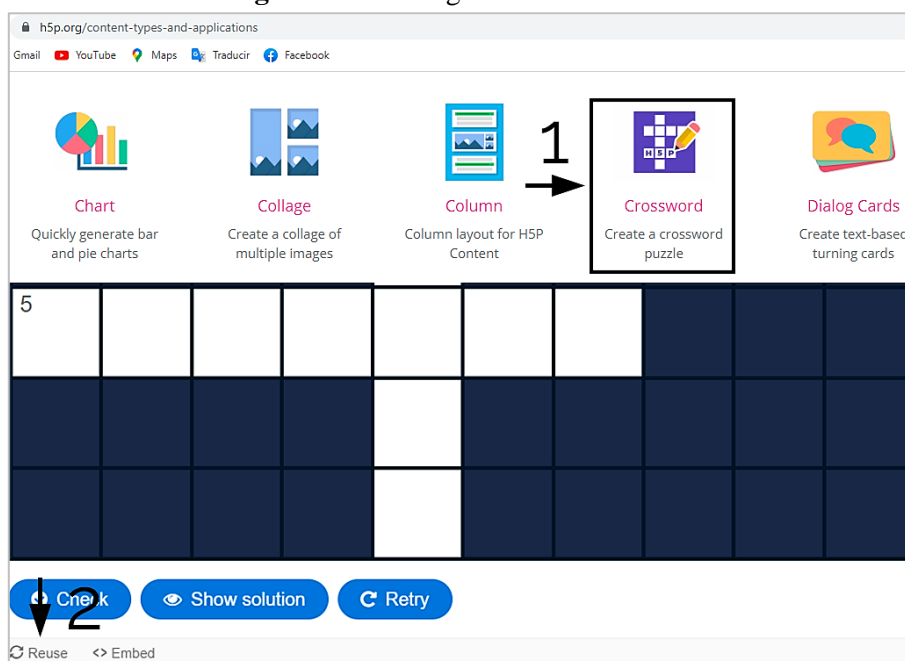 h5p.org/content-types-and-applications
Gmail YouTube Maps Traducir Facebook
1
H 5 P
Chart Collage Column Crossword Dialog Cards
Quickly generate bar and pie charts
Create a collage of multiple images
Column layout for H5P Content
Create a crossword puzzle
Create text-based turning cards
5
Check Show solution Retry
2
Reuse <> Embed